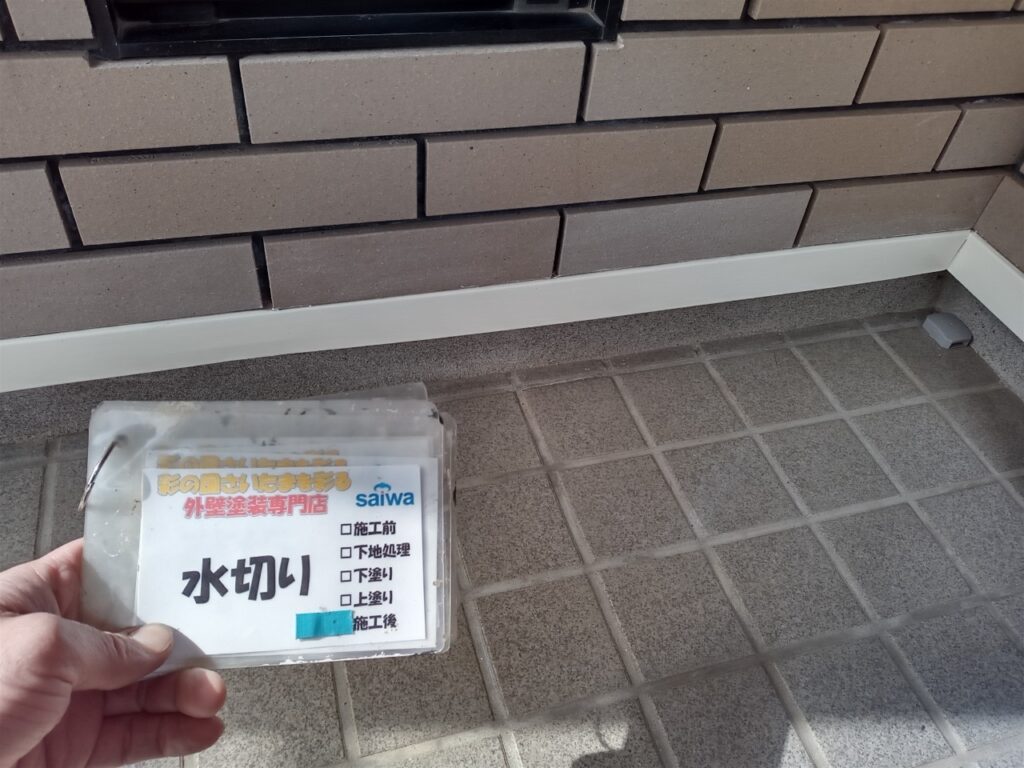 彩の国さいたまを彩る
外壁塗装専門店
saiwa
水切り
□施工前
□下地処理
□下塗り
□上塗り
施工後